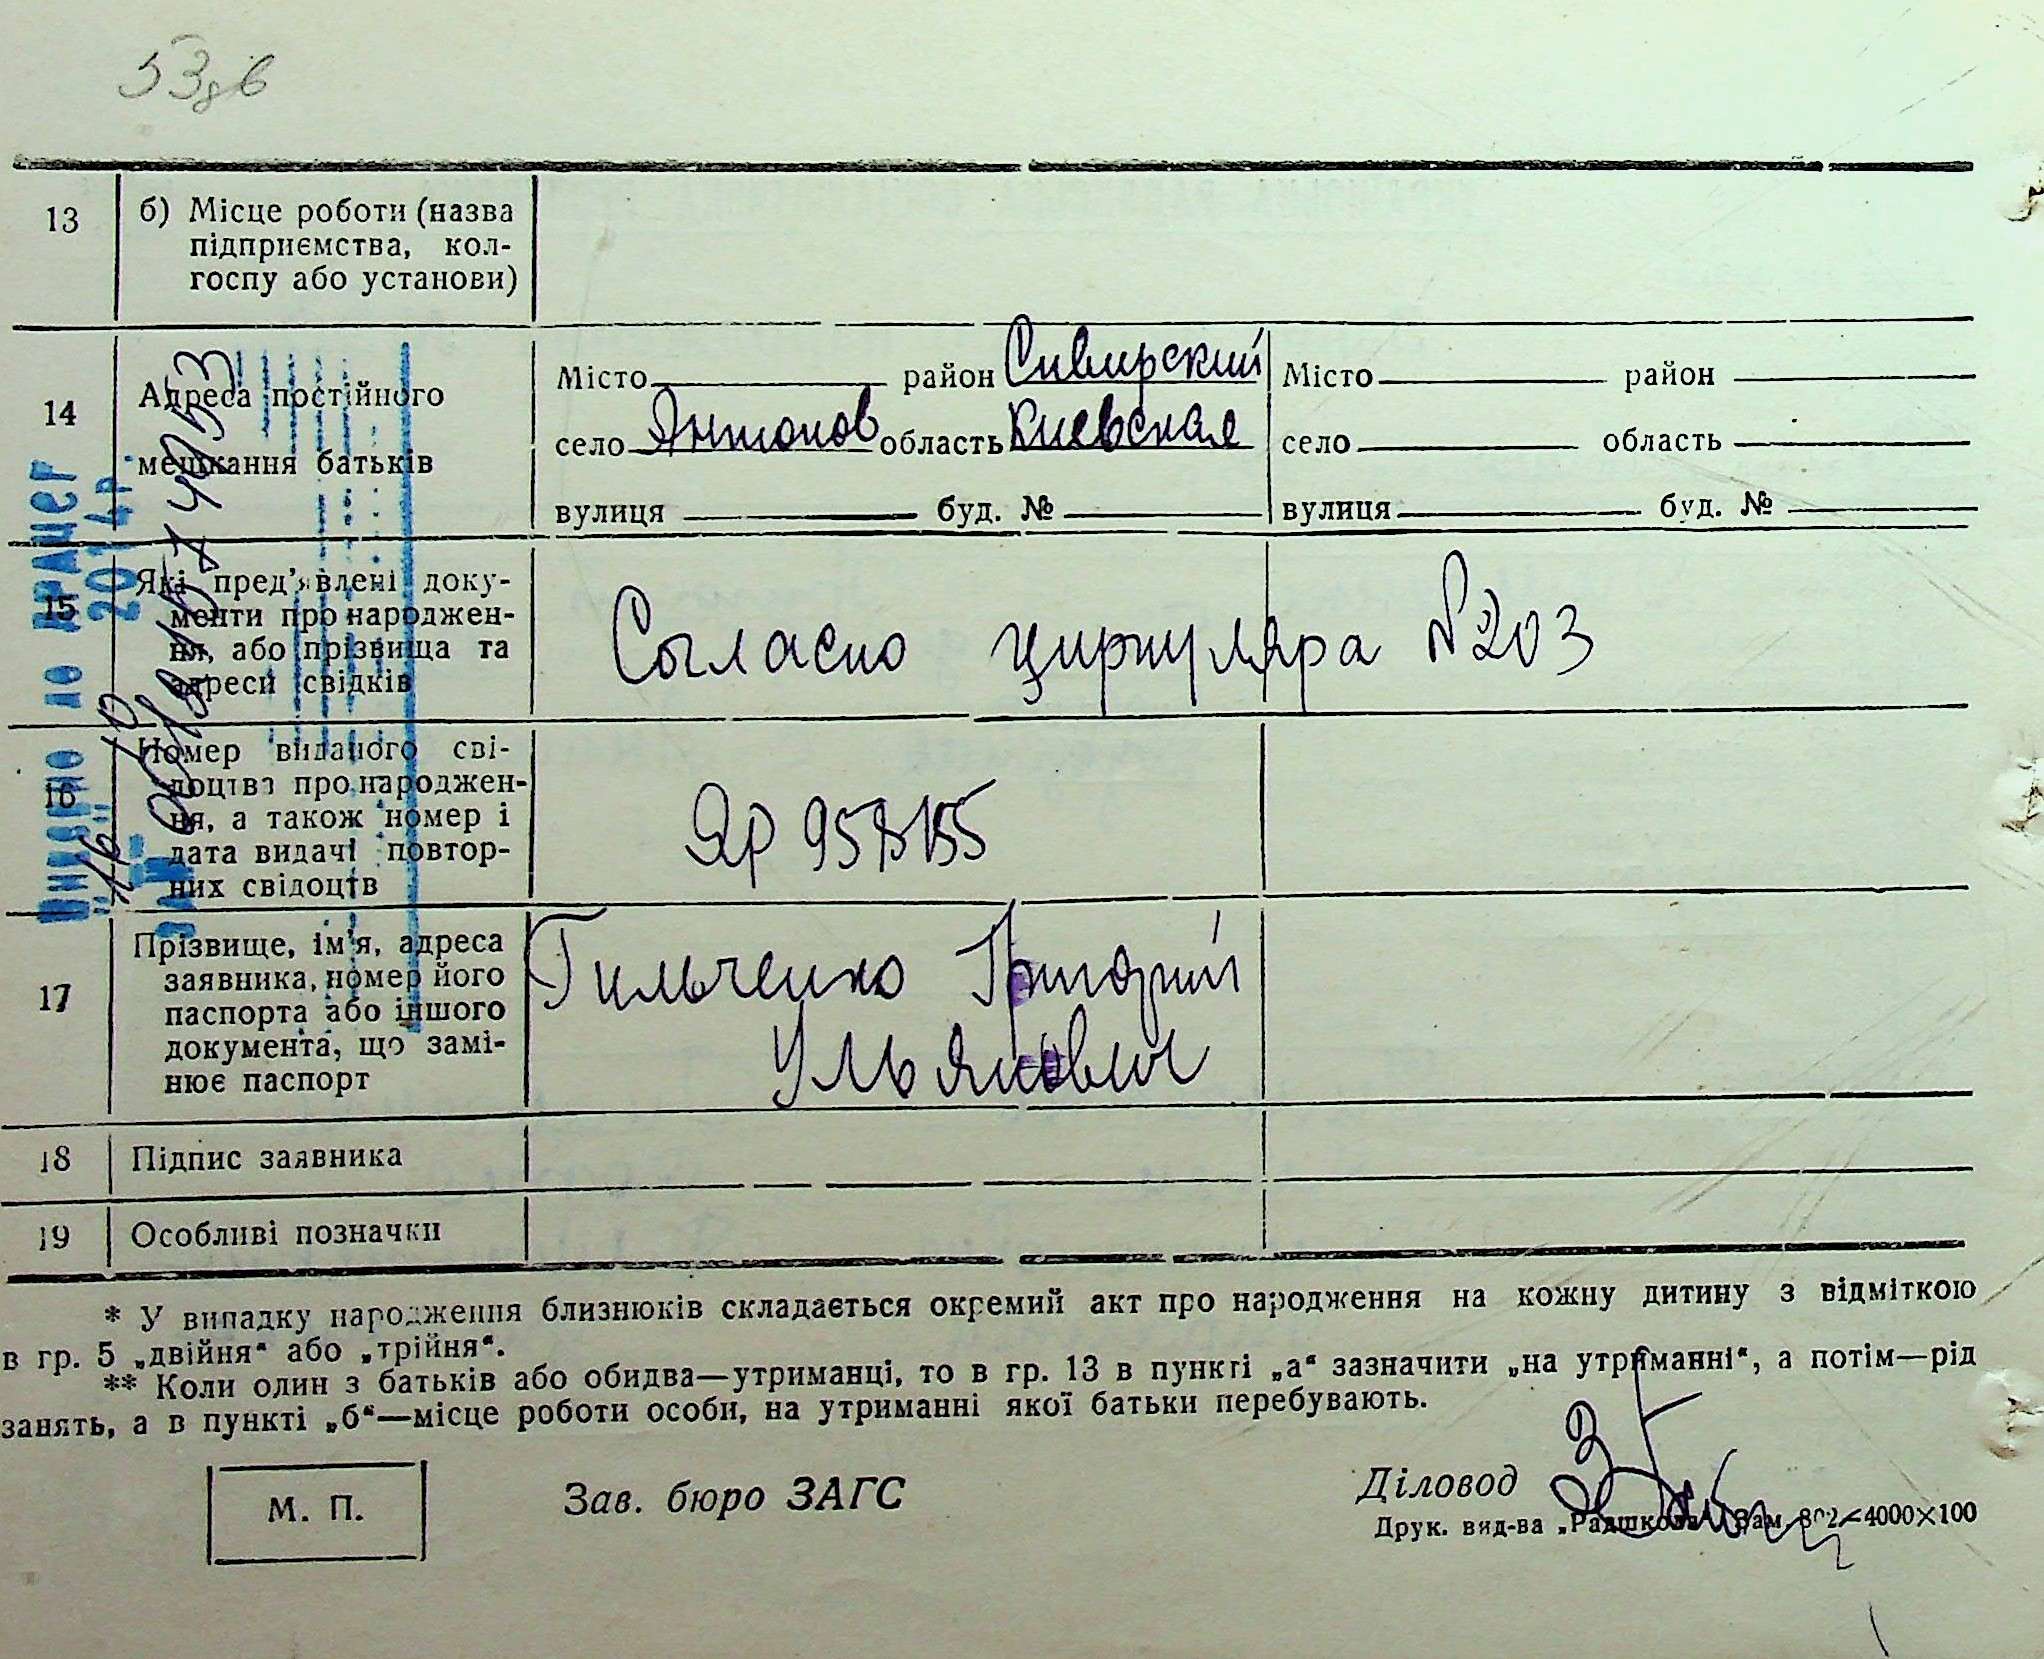 13
б) Місце роботи (назва
підприємства, кол-
госпу або установи)
14
Адреса постійного
мешкання батьків
Місто район Сквирский
село Антонов область Киевская
вулиця буд. №
Місто район
село область
вулиця буд. №
15
Які пред’явлені доку-
менти про народжен-
ня, або прізвища та
адреси свідків
Согласно циркуляра №203
16
Номер виданого сві-
доцтва про народжен-
ня, а також номер і
дата видачі повтор-
них свідоцтв
ЯР
17
Прізвище, ім’я, адреса
заявника, номер його
паспорта або іншого
документа, що замі-
нює паспорт
Гильченко Григорий
Ульянович
18
Підпис заявника
19
Особливі позначки
* У випадку народження близнюків складається окремий акт про народження на кожну дитину з відміткою
в гр. 5 „двійня“ або „трійня“.
** Коли один з батьків або обидва—утриманці, то в гр. 13 в пункті „а“ зазначити „на утриманні“, а потім—рід
занять, а в пункті „б“—місце роботи особи, на утриманні якої батьки перебувають.
М. П.
Зав. бюро ЗАГС
Діловод
Друк. вид-ва „Радшкола“ Зам. 802—4000×100
2014р.